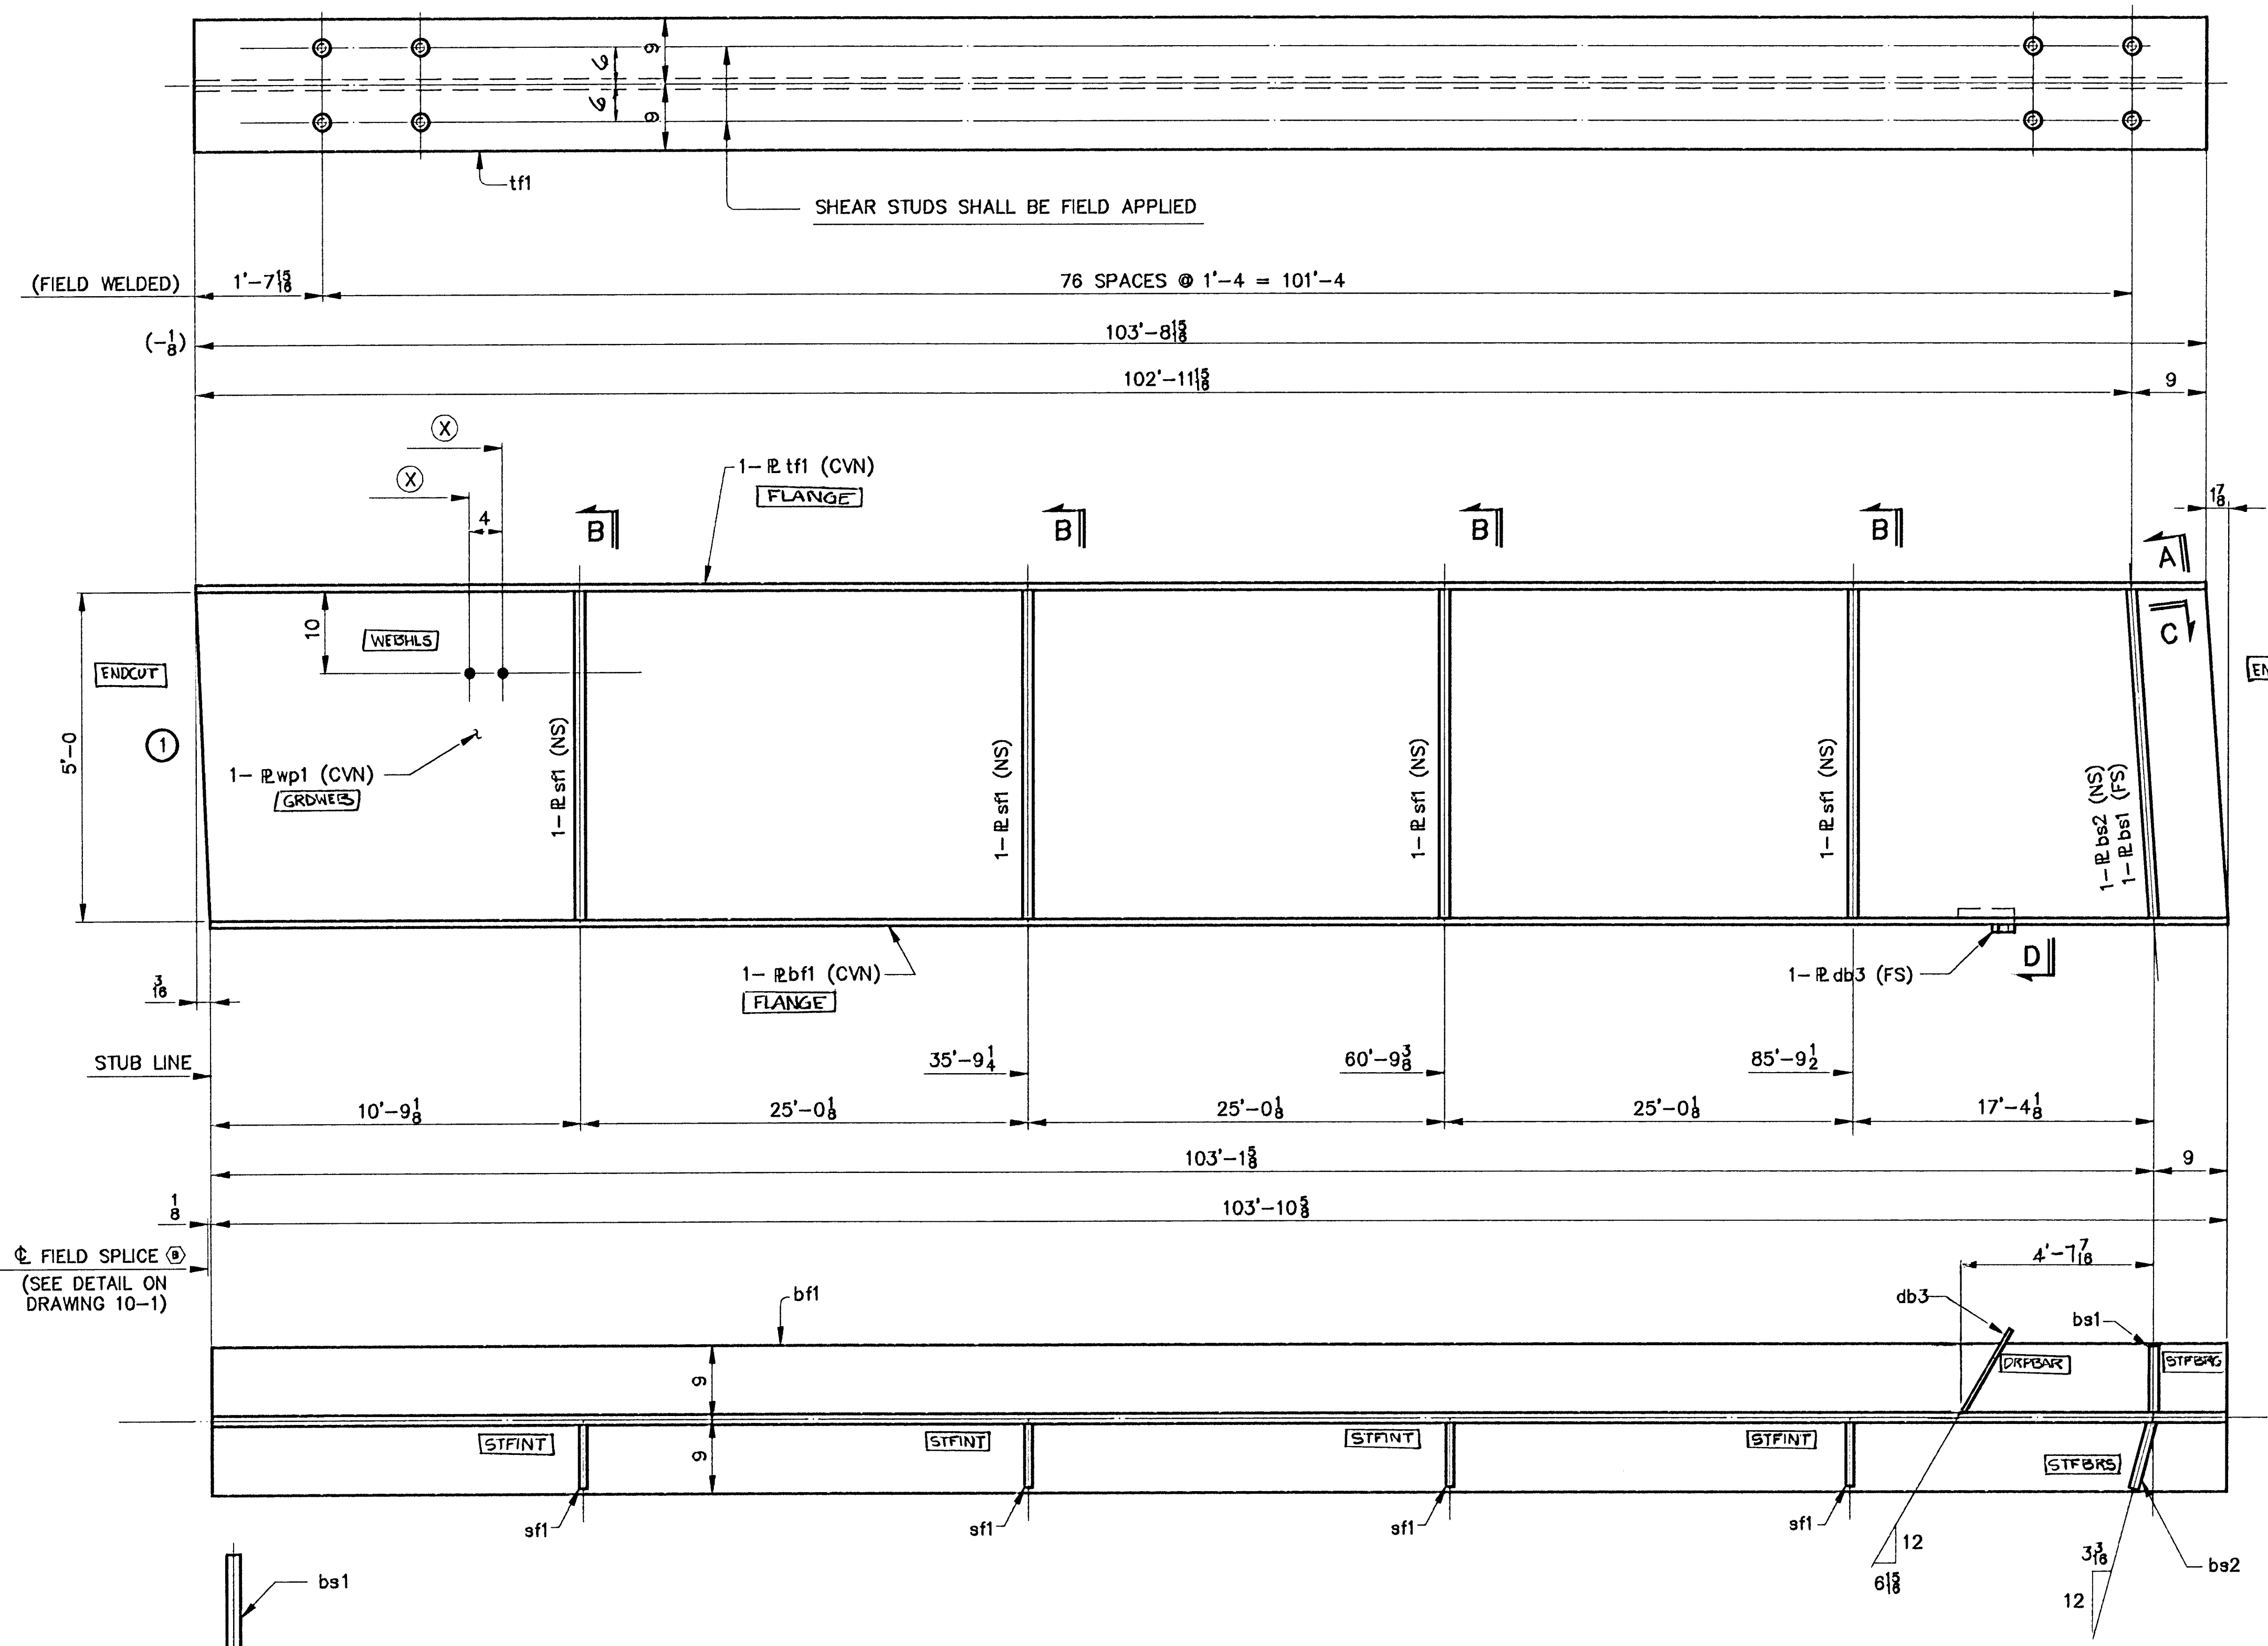 9
6
6
9
tf1
SHEAR STUDS SHALL BE FIELD APPLIED
(FIELD WELDED)
1'-7 15/16
76 SPACES @ 1'-4 = 101'-4
(-1/8)
103'-8 15/16
102'-11 15/16
9
X
X
4
1- ℙL tf1 (CVN)
FLANGE
1 7/8
B
B
B
B
A
C
10
WEBHLS
ENDCUT
EN
5'-0
1
1- ℙL wp1 (CVN)
GRDWEB
1- ℙL sf1 (NS)
1- ℙL sf1 (NS)
1- ℙL sf1 (NS)
1- ℙL sf1 (NS)
1- ℙL bs2 (NS)
1- ℙL bs1 (FS)
1- ℙL bf1 (CVN)
FLANGE
1- ℙL db3 (FS)
D
3/16
STUB LINE
35'-9 1/4
60'-9 3/8
85'-9 1/2
10'-9 1/8
25'-0 1/8
25'-0 1/8
25'-0 1/8
17'-4 1/8
103'-1 5/8
9
1/8
103'-10 5/8
℄ FIELD SPLICE B
(SEE DETAIL ON
DRAWING 10-1)
4'-7 7/16
bf1
db3
bs1
9
DRPBAR
STFBRG
STFINT
STFINT
STFINT
STFINT
9
STFBRS
sf1
sf1
sf1
sf1
12
6 15/16
3 3/16
12
bs2
bs1